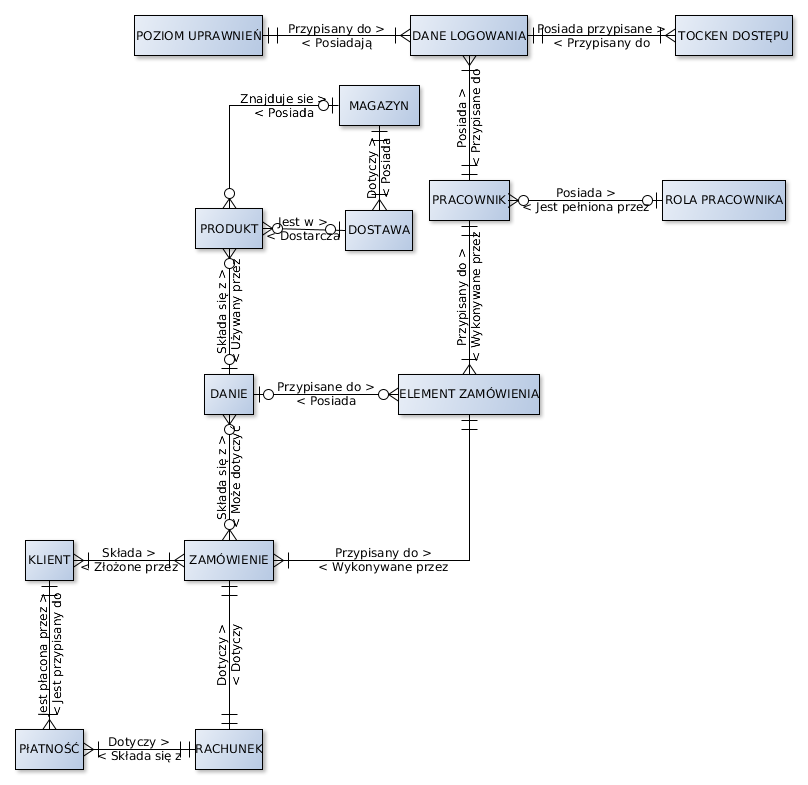 POZIOM UPRAWNIEŃ
Przypisany do >
< Posiadają
DANE LOGOWANIA
Posiada przypisane >
< Przypisany do
TOCKEN DOSTĘPU
Znajduje sie >
< Posiada
MAGAZYN
Posiada >
< Przypisane do
Dotyczy >
< Posiada
PRACOWNIK
Posiada >
< Jest pełniona przez
ROLA PRACOWNIKA
PRODUKT
Jest w >
< Dostarcza
DOSTAWA
Składa się z >
< Używany przez
Przypisany do >
< Wykonywane przez
DANIE
Przypisane do >
< Posiada
ELEMENT ZAMÓWIENIA
Składa się z >
< Może dotyczyć
KLIENT
Składa >
< Złożone przez
ZAMÓWIENIE
Przypisany do >
< Wykonywane przez
Jest płacona przez >
< Jest przypisany do
Dotyczy >
< Dotyczy
PŁATNOŚĆ
Dotyczy >
< Składa się z
RACHUNEK